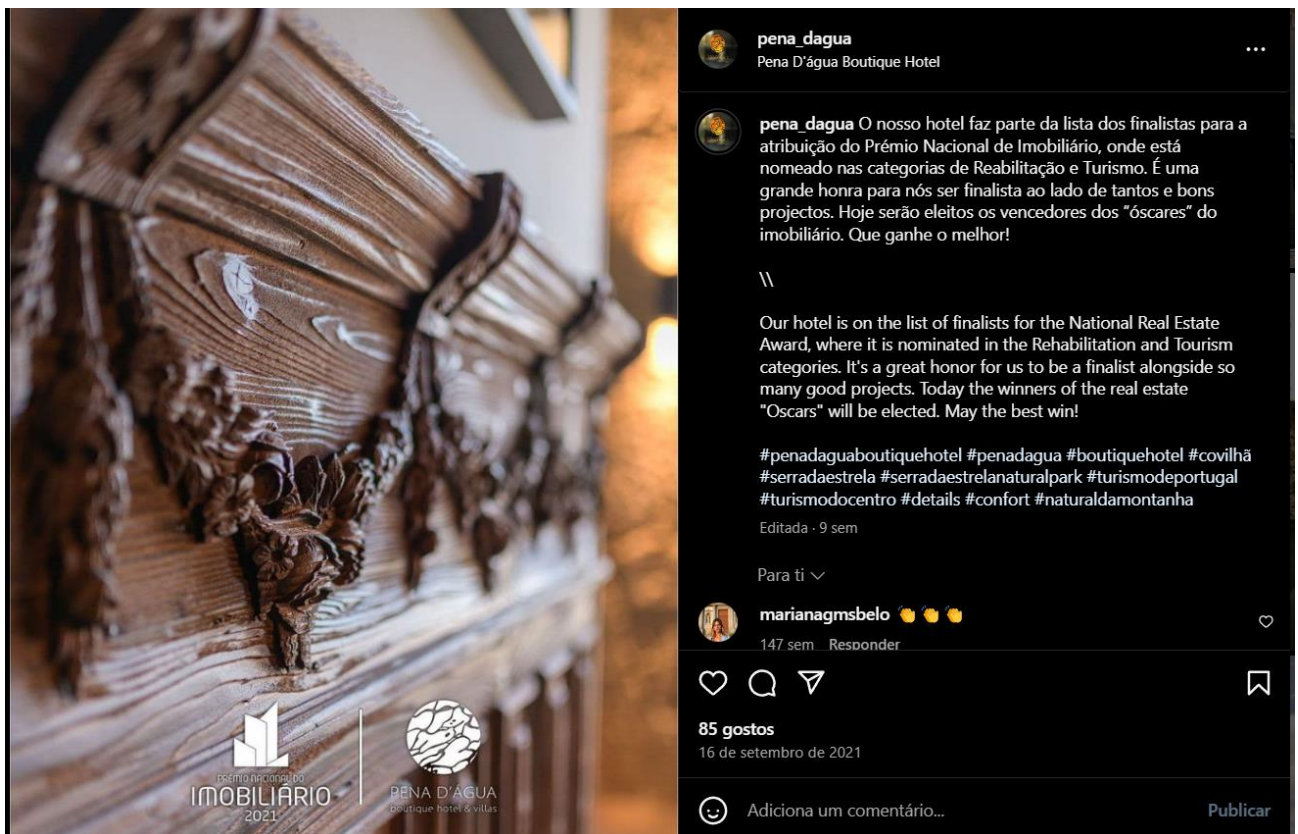 PRÉMIO NACIONAL DO
IMOBILIÁRIO
2021
PENA D'ÁGUA
boutique hotel & villas
pena_dagua
Pena D'água Boutique Hotel
pena_dagua O nosso hotel faz parte da lista dos finalistas para a
atribuição do Prémio Nacional de Imobiliário, onde está
nomeado nas categorias de Reabilitação e Turismo. É uma
grande honra para nós ser finalista ao lado de tantos e bons
projectos. Hoje serão eleitos os vencedores dos “óscares” do
imobiliário. Que ganhe o melhor!
\\
Our hotel is on the list of finalists for the National Real Estate
Award, where it is nominated in the Rehabilitation and Tourism
categories. It's a great honor for us to be a finalist alongside so
many good projects. Today the winners of the real estate
"Oscars" will be elected. May the best win!
#penadaguaboutiquehotel #penadagua #boutiquehotel #covilhã
#serradaestrela #serradaestrelanaturalpark #turismodeportugal
#turismodocentro #details #confort #naturaldamontanha
Editada · 9 sem
Para ti
marianagmsbelo 👏👏👏
147 sem Responder
85 gostos
16 de setembro de 2021
Adiciona um comentário...
Publicar